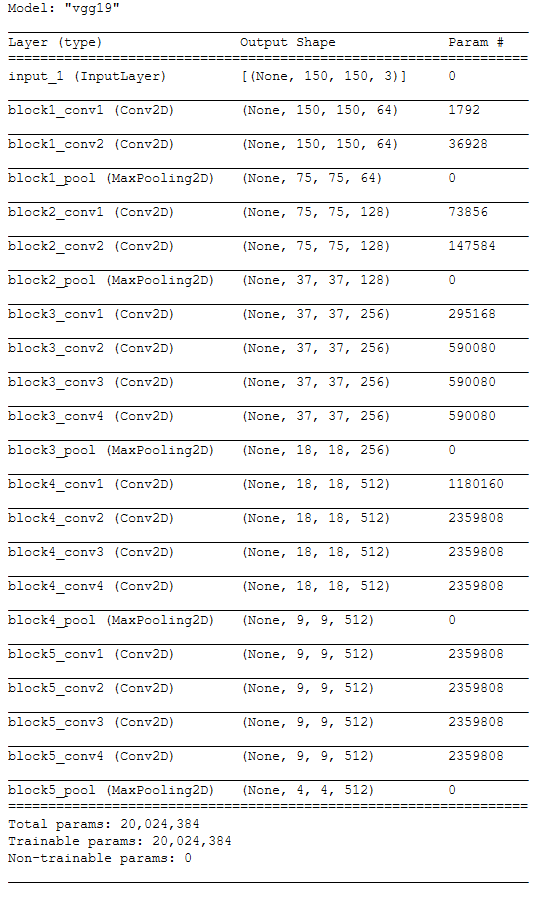 Model: "vgg19"
Layer (type) Output Shape Param #
input_1 (InputLayer) [(None, 150, 150, 3)] 0
block1_conv1 (Conv2D) (None, 150, 150, 64) 1792
block1_conv2 (Conv2D) (None, 150, 150, 64) 36928
block1_pool (MaxPooling2D) (None, 75, 75, 64) 0
block2_conv1 (Conv2D) (None, 75, 75, 128) 73856
block2_conv2 (Conv2D) (None, 75, 75, 128) 147584
block2_pool (MaxPooling2D) (None, 37, 37, 128) 0
block3_conv1 (Conv2D) (None, 37, 37, 256) 295168
block3_conv2 (Conv2D) (None, 37, 37, 256) 590080
block3_conv3 (Conv2D) (None, 37, 37, 256) 590080
block3_conv4 (Conv2D) (None, 37, 37, 256) 590080
block3_pool (MaxPooling2D) (None, 18, 18, 256) 0
block4_conv1 (Conv2D) (None, 18, 18, 512) 1180160
block4_conv2 (Conv2D) (None, 18, 18, 512) 2359808
block4_conv3 (Conv2D) (None, 18, 18, 512) 2359808
block4_conv4 (Conv2D) (None, 18, 18, 512) 2359808
block4_pool (MaxPooling2D) (None, 9, 9, 512) 0
block5_conv1 (Conv2D) (None, 9, 9, 512) 2359808
block5_conv2 (Conv2D) (None, 9, 9, 512) 2359808
block5_conv3 (Conv2D) (None, 9, 9, 512) 2359808
block5_conv4 (Conv2D) (None, 9, 9, 512) 2359808
block5_pool (MaxPooling2D) (None, 4, 4, 512) 0
Total params: 20,024,384
Trainable params: 20,024,384
Non-trainable params: 0